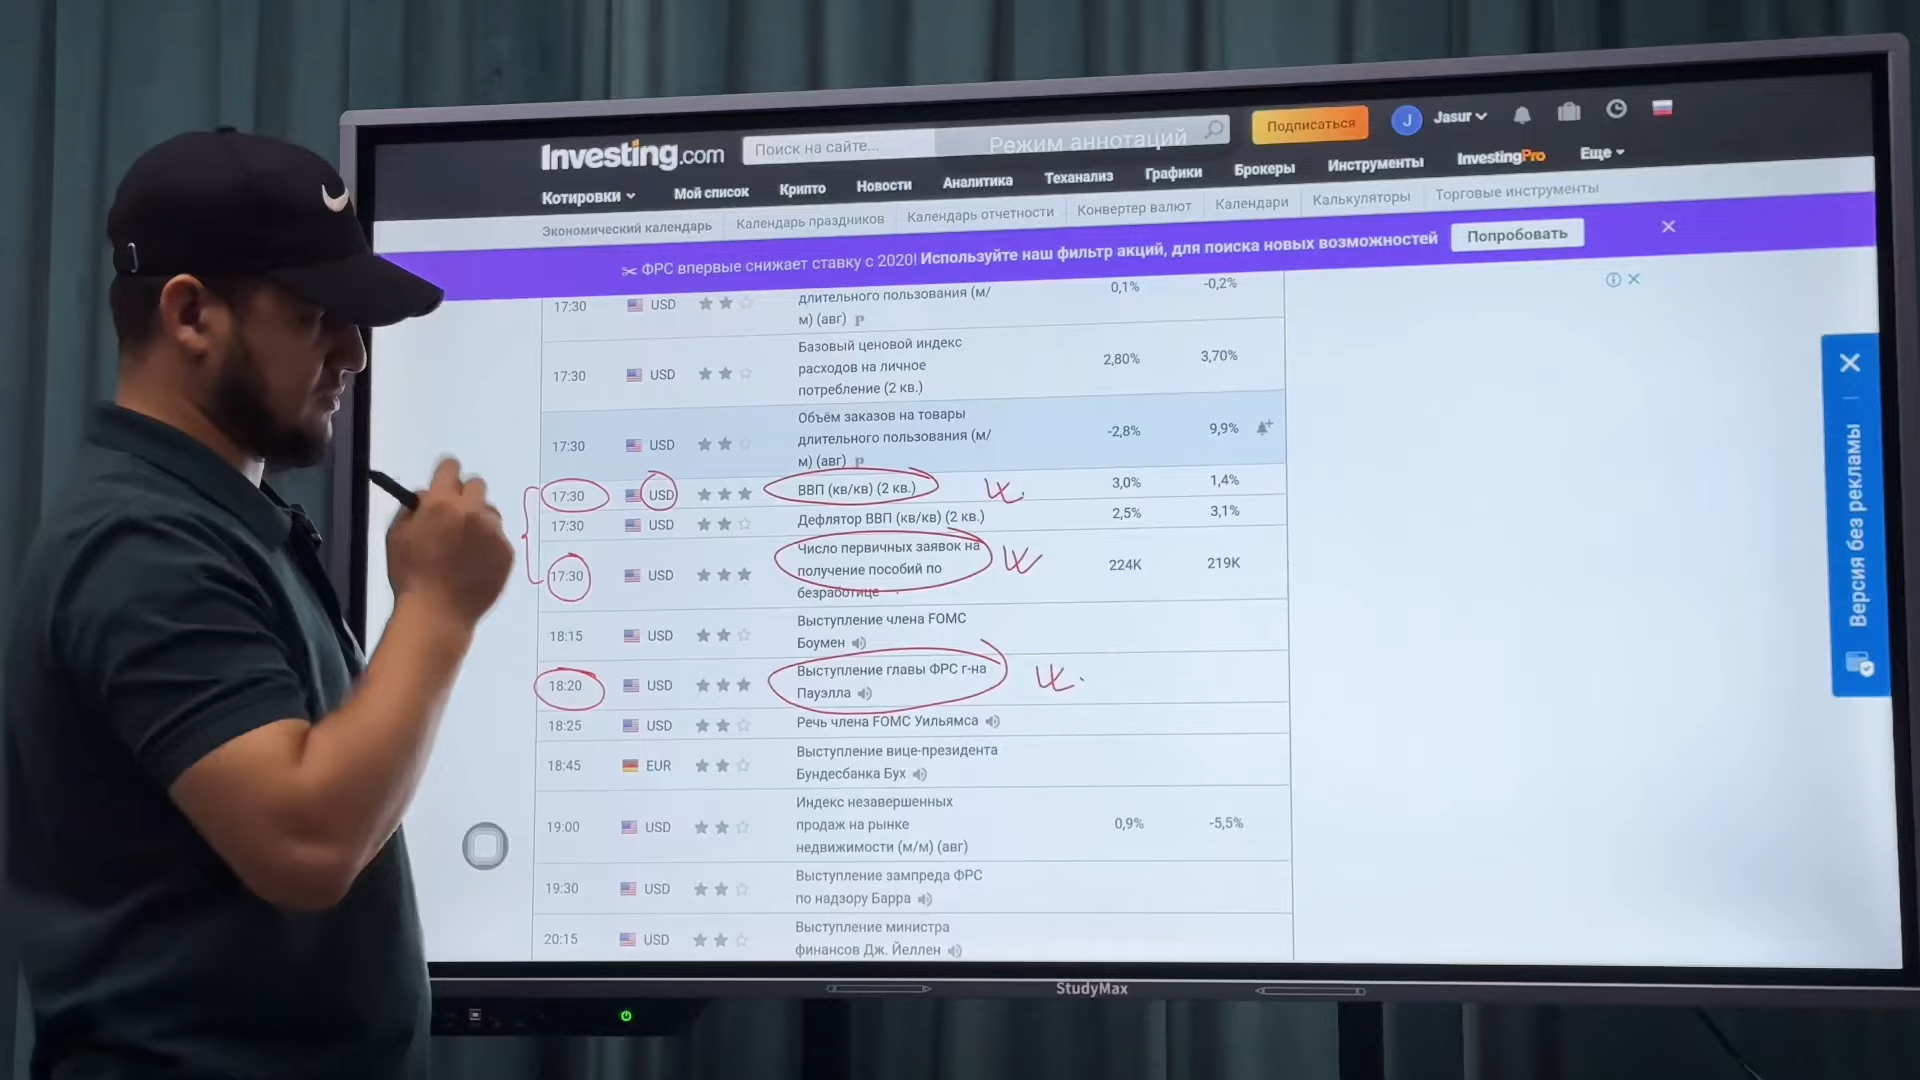 Investing.com
Поиск на сайте...
Режим аннотаций
Подписаться
J
Jasur
Котировки
Мой список
Крипто
Новости
Аналитика
Теханализ
Графики
Брокеры
Инструменты
InvestingPro
Еще
Экономический календарь
Календарь праздников
Календарь отчетности
Конвертер валют
Календари
Калькуляторы
Торговые инструменты
ФРС впервые снижает ставку с 2020! Используйте наш фильтр акций, для поиска новых возможностей
Попробовать
17:30 USD длительного пользования (м/ 0,1% -0,2%
м) (авг) P
17:30 USD Базовый ценовой индекс 2,80% 3,70%
расходов на личное
потребление (2 кв.)
17:30 USD Объём заказов на товары -2,8% 9,9%
длительного пользования (м/
м) (авг) P
17:30 USD ВВП (кв/кв) (2 кв.) 3,0% 1,4%
17:30 USD Дефлятор ВВП (кв/кв) (2 кв.) 2,5% 3,1%
17:30 USD Число первичных заявок на 224K 219K
получение пособий по
безработице
18:15 USD Выступление члена FOMC
Боумен
18:20 USD Выступление главы ФРС г-на
Пауэлла
18:25 USD Речь члена FOMC Уильямса
18:45 EUR Выступление вице-президента
Бундесбанка Бух
19:00 USD Индекс незавершенных 0,9% -5,5%
продаж на рынке
недвижимости (м/м) (авг)
19:30 USD Выступление зампреда ФРС
по надзору Барра
20:15 USD Выступление министра
финансов Дж. Йеллен
Версия без рекламы
StudyMax